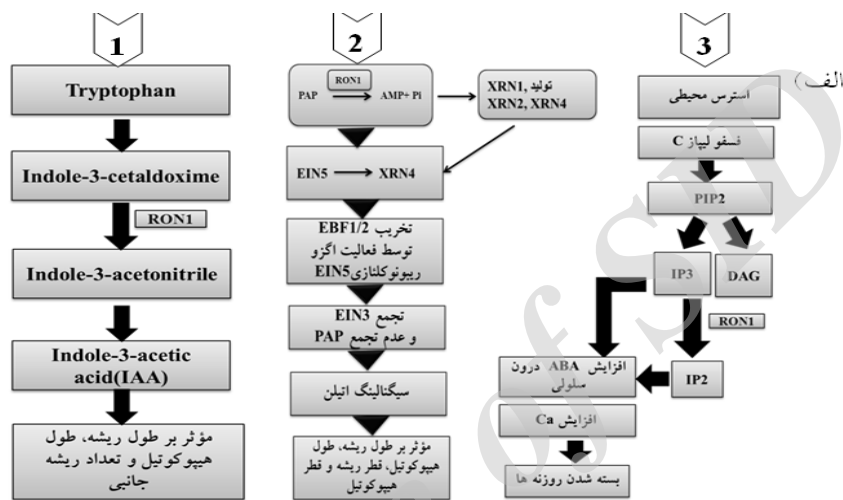 1
Tryptophan
Indole-3-cetaldoxime
RON1
Indole-3-acetonitrile
Indole-3-acetic
acid(IAA)
مؤثر بر طول ریشه، طول
هیپوکوتیل و تعداد ریشه
جانبی
2
RON1
PAP
AMP+ Pi
تولید XRN1,
XRN2, XRN4
EIN5
XRN4
تخریب EBF1/2
توسط فعالیت اگزو
ریبونوکلئازی EIN5
تجمع EIN3
و عدم تجمع PAP
سیگنالینگ اتیلن
مؤثر بر طول ریشه، طول
هیپوکوتیل، قطر ریشه و قطر
هیپوکوتیل
3
الف)
استرس محیطی
فسفو لیپاز C
PIP2
IP3
DAG
RON1
افزایش ABA درون
سلولی
IP2
افزایش Ca
بسته شدن روزنه ها
of SID